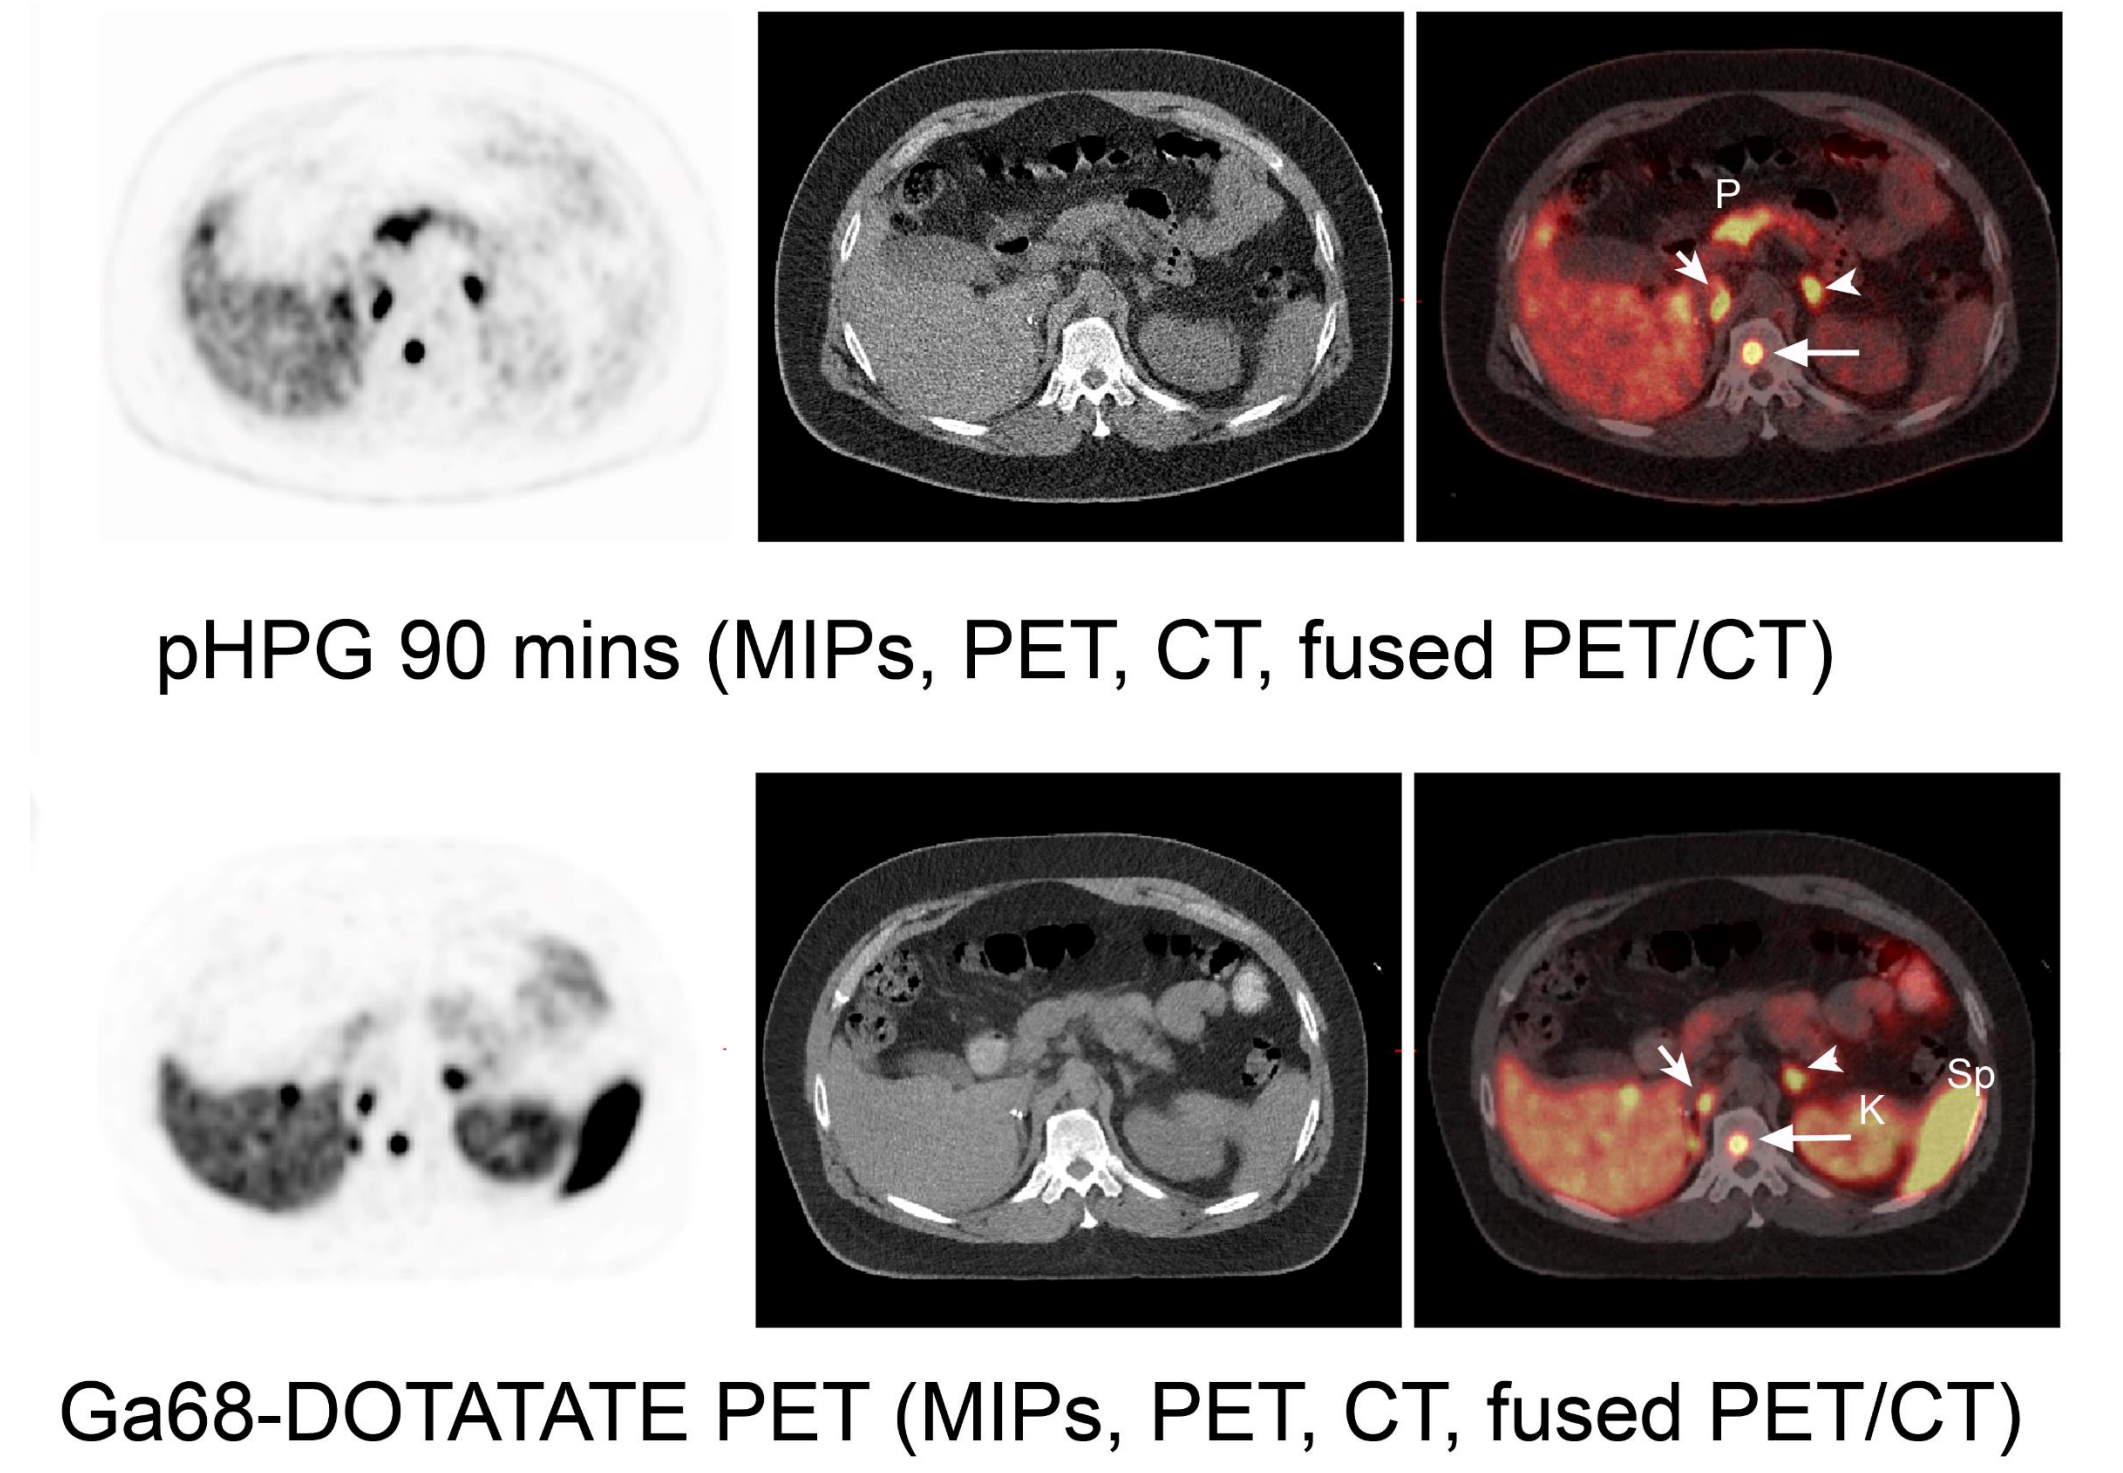 P
pHPG 90 mins (MIPs, PET, CT, fused PET/CT)
Sp
K
Ga68-DOTATATE PET (MIPs, PET, CT, fused PET/CT)